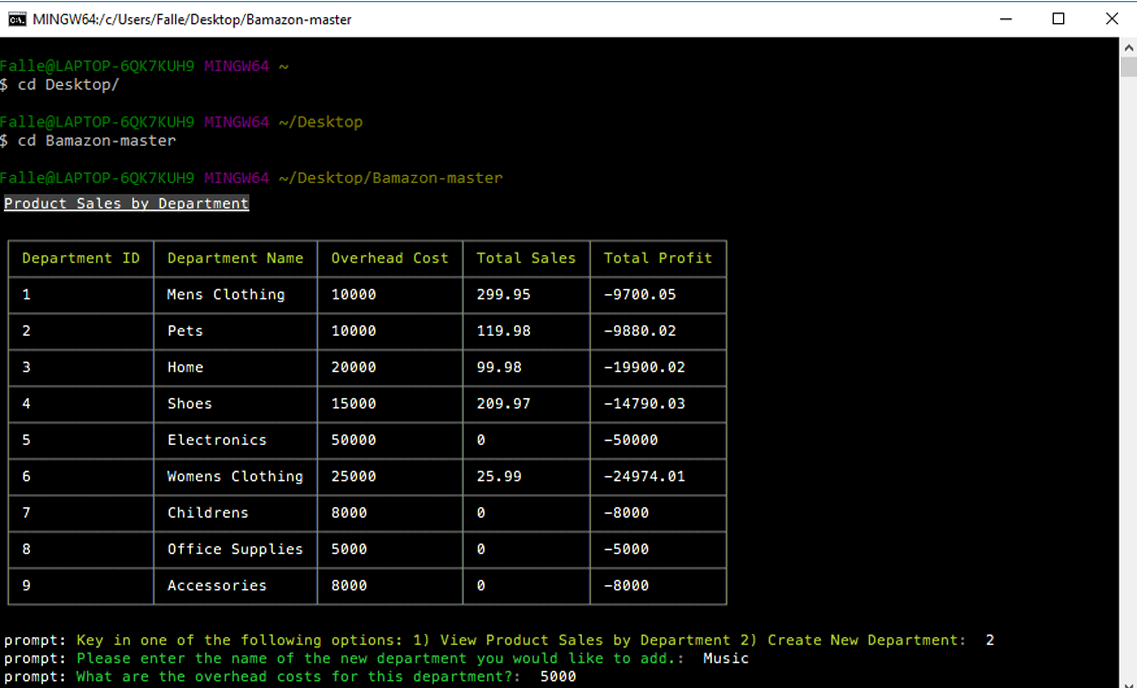 MINGW64:/c/Users/Falle/Desktop/Bamazon-master
Falle@LAPTOP-6QK7KUH9 MINGW64 ~
$ cd Desktop/
Falle@LAPTOP-6QK7KUH9 MINGW64 ~/Desktop
$ cd Bamazon-master
Falle@LAPTOP-6QK7KUH9 MINGW64 ~/Desktop/Bamazon-master
Product Sales by Department
Department ID Department Name Overhead Cost Total Sales Total Profit
1 Mens Clothing 10000 299.95 -9700.05
2 Pets 10000 119.98 -9880.02
3 Home 20000 99.98 -19900.02
4 Shoes 15000 209.97 -14790.03
5 Electronics 50000 0 -50000
6 Womens Clothing 25000 25.99 -24974.01
7 Childrens 8000 0 -8000
8 Office Supplies 5000 0 -5000
9 Accessories 8000 0 -8000
prompt: Key in one of the following options: 1) View Product Sales by Department 2) Create New Department: 2
prompt: Please enter the name of the new department you would like to add.: Music
prompt: What are the overhead costs for this department?: 5000